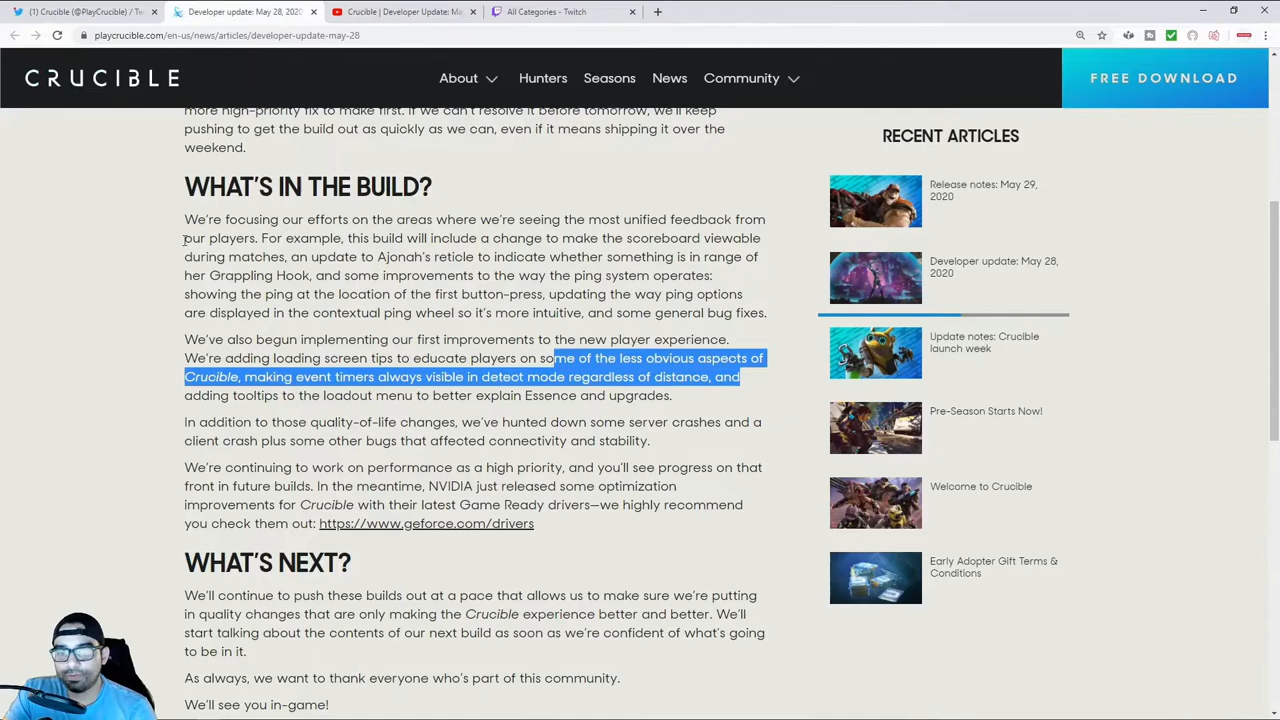 (1) Crucible (@PlayCrucible) / Tw
Developer update: May 28, 2020
Crucible | Developer Update: Ma
All Categories - Twitch
playcrucible.com/en-us/news/articles/developer-update-may-28
CRUCIBLE
About
Hunters
Seasons
News
Community
FREE DOWNLOAD
more high-priority fix to make first. If we can't resolve it before tomorrow, we'll keep
pushing to get the build out as quickly as we can, even if it means shipping it over the
weekend.
WHAT'S IN THE BUILD?
We're focusing our efforts on the areas where we're seeing the most unified feedback from
our players. For example, this build will include a change to make the scoreboard viewable
during matches, an update to Ajonah's reticle to indicate whether something is in range of
her Grappling Hook, and some improvements to the way the ping system operates:
showing the ping at the location of the first button-press, updating the way ping options
are displayed in the contextual ping wheel so it's more intuitive, and some general bug fixes.
We've also begun implementing our first improvements to the new player experience.
We're adding loading screen tips to educate players on some of the less obvious aspects of
Crucible, making event timers always visible in detect mode regardless of distance, and
adding tooltips to the loadout menu to better explain Essence and upgrades.
In addition to those quality-of-life changes, we've hunted down some server crashes and a
client crash plus some other bugs that affected connectivity and stability.
We're continuing to work on performance as a high priority, and you'll see progress on that
front in future builds. In the meantime, NVIDIA just released some optimization
improvements for Crucible with their latest Game Ready drivers—we highly recommend
you check them out: https://www.geforce.com/drivers
WHAT'S NEXT?
We'll continue to push these builds out at a pace that allows us to make sure we're putting
in quality changes that are only making the Crucible experience better and better. We'll
start talking about the contents of our next build as soon as we're confident of what's going
to be in it.
As always, we want to thank everyone who's part of this community.
We'll see you in-game!
RECENT ARTICLES
Release notes: May 29,
2020
Developer update: May 28,
2020
Update notes: Crucible
launch week
Pre-Season Starts Now!
Welcome to Crucible
Early Adopter Gift Terms &
Conditions